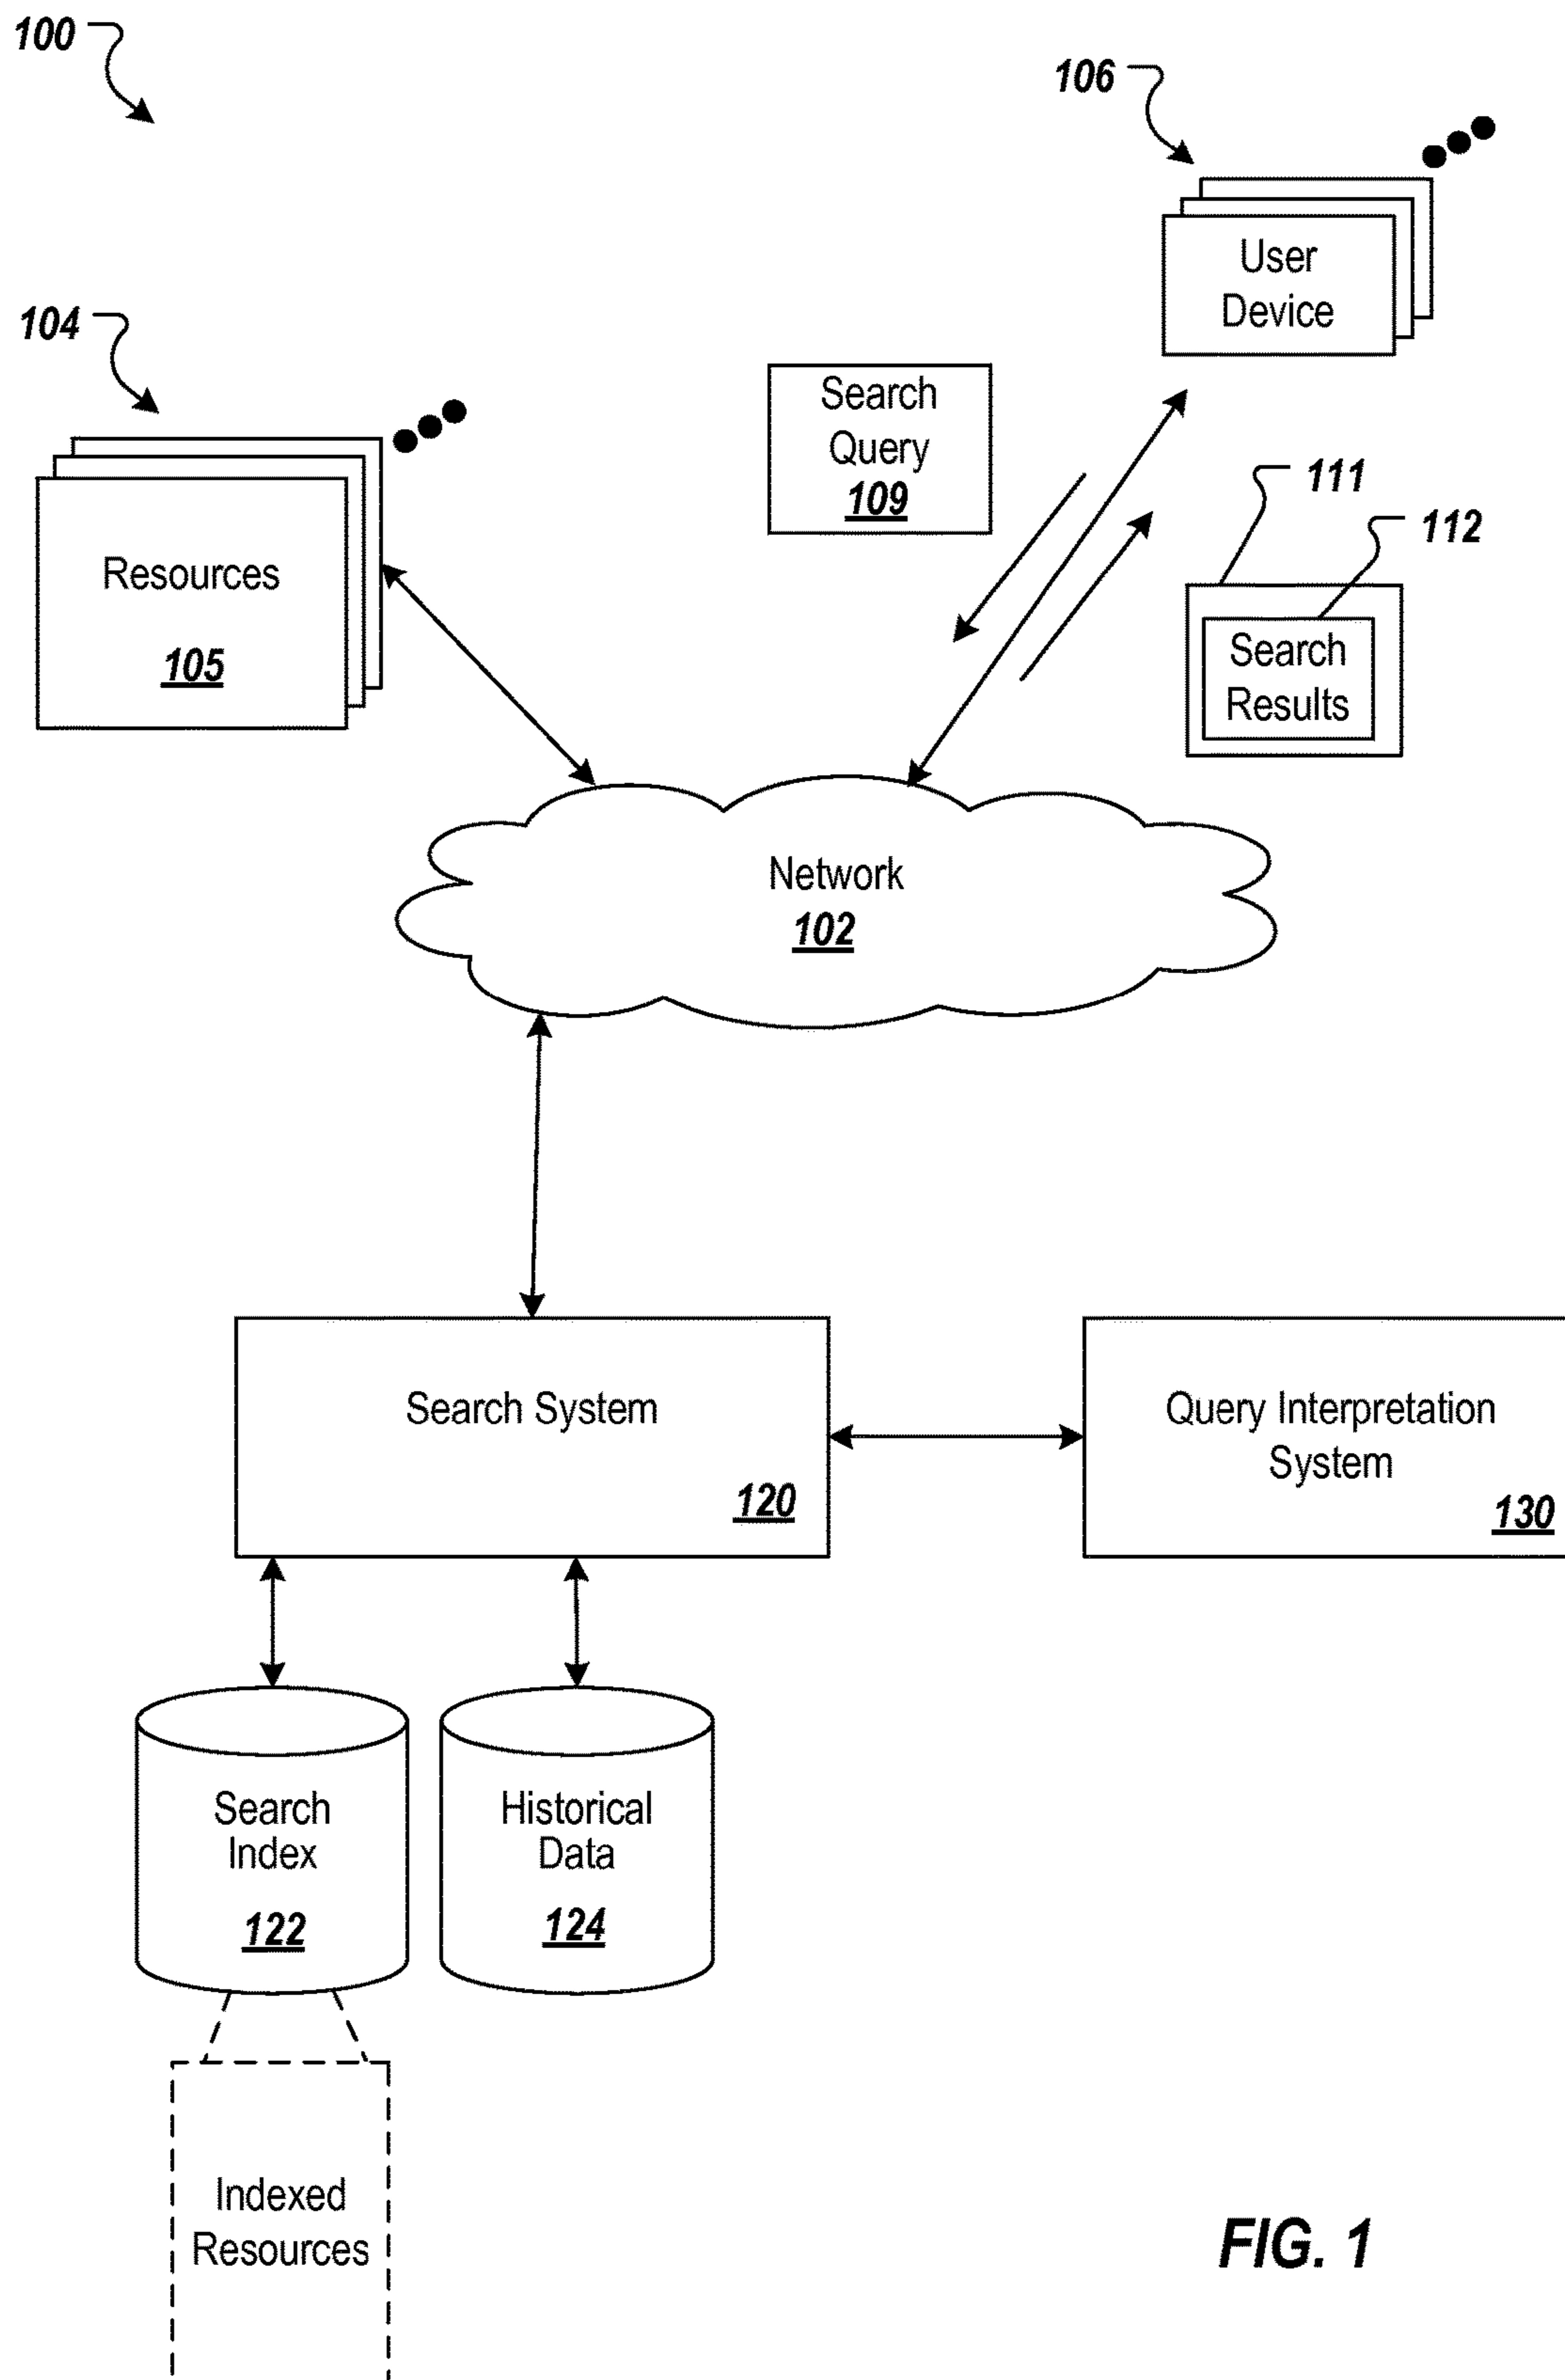 100
106
104
User
Device
Search
Query
109
111
112
Resources
105
Search
Results
Network
102
Search System
120
Query Interpretation
System
130
Search
Index
122
Historical
Data
124
Indexed
Resources
FIG. 1